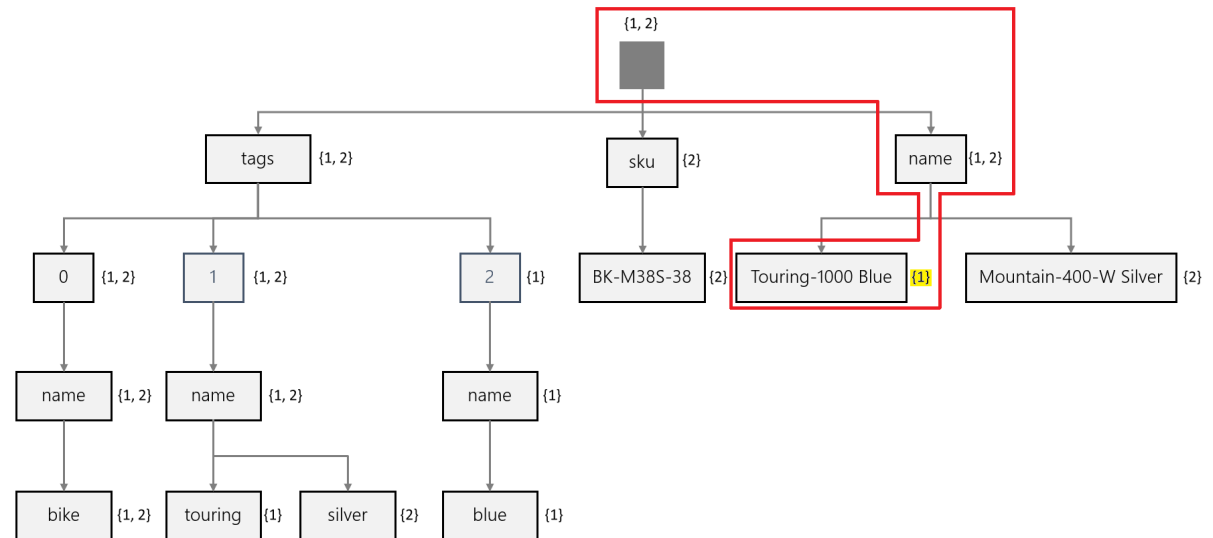 {1, 2}
tags {1, 2}
sku {2}
name {1, 2}
0 {1, 2}
1 {1, 2}
2 {1}
BK-M38S-38 {2}
Touring-1000 Blue {1}
Mountain-400-W Silver {2}
name {1, 2}
name {1, 2}
name {1}
bike {1, 2}
touring {1}
silver {2}
blue {1}